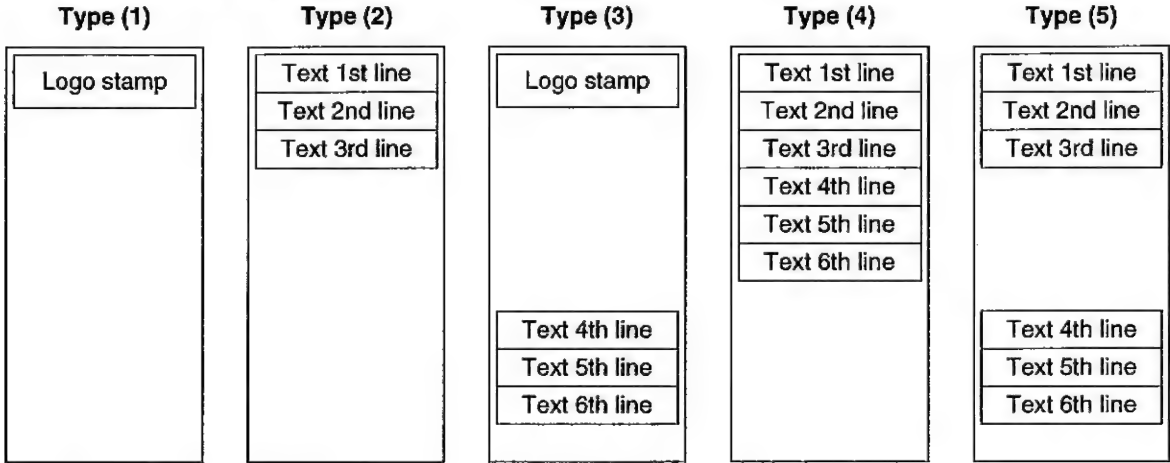 Type (1) Type (2) Type (3) Type (4) Type (5)
Logo stamp
Text 1st line
Text 2nd line
Text 3rd line
Logo stamp
Text 4th line
Text 5th line
Text 6th line
Text 1st line
Text 2nd line
Text 3rd line
Text 4th line
Text 5th line
Text 6th line
Text 1st line
Text 2nd line
Text 3rd line
Text 4th line
Text 5th line
Text 6th line